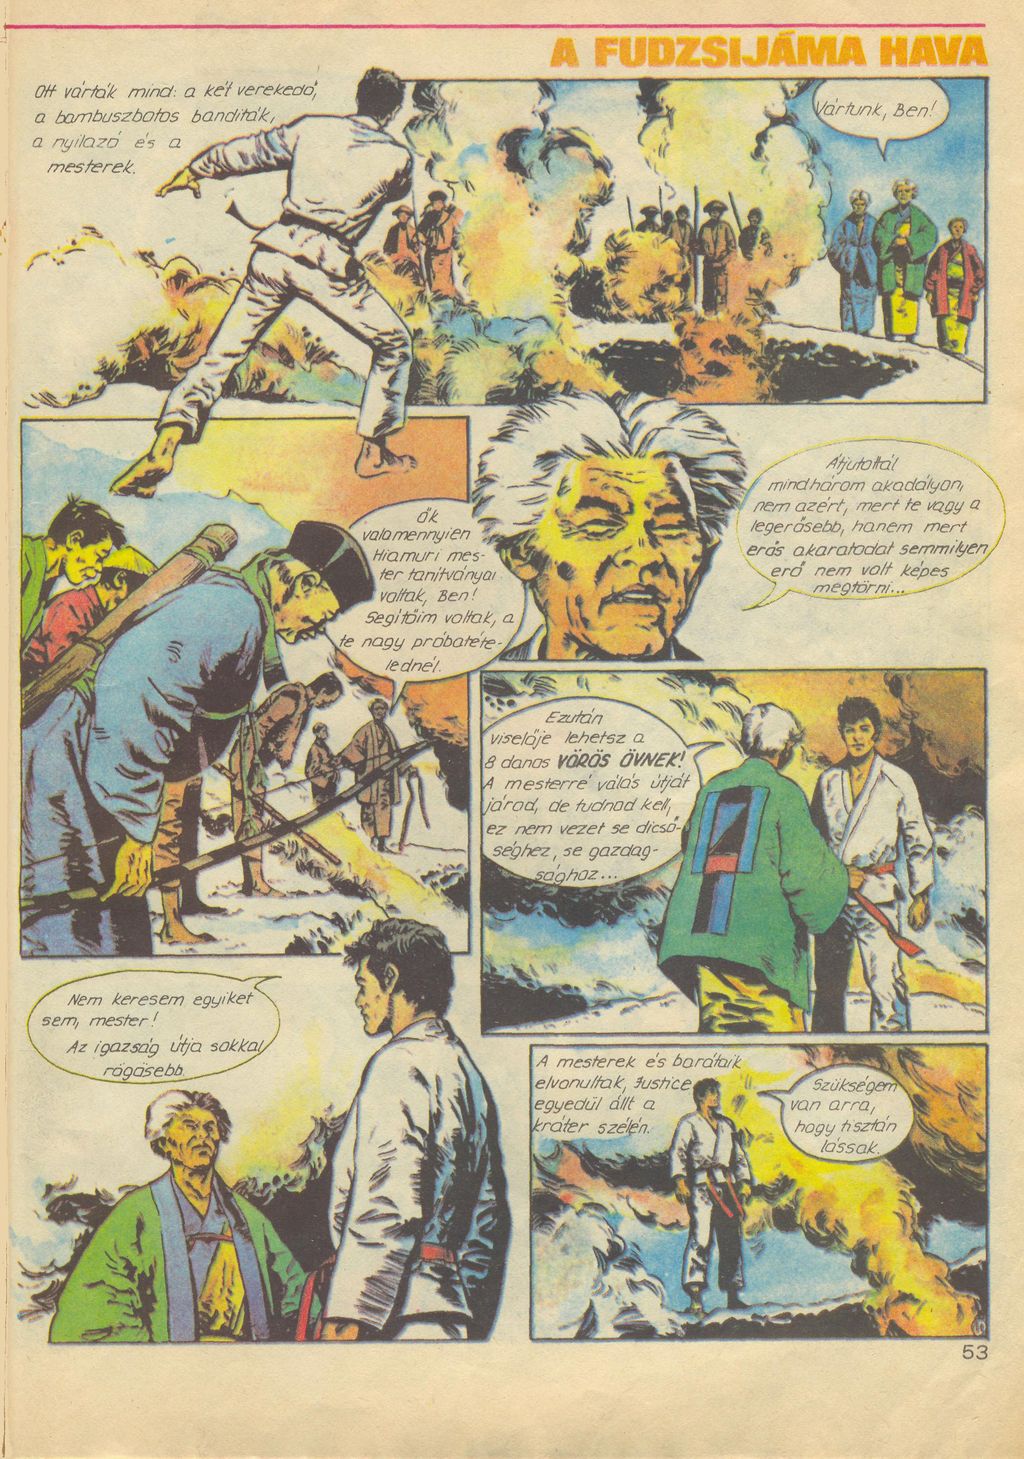 A FUDZSIJÁMA HAVA
Ott várták mind: a két verekedő,
a bambuszbotos banditák,
a nyilazó és a
mesterek.
Vártunk, Ben!
Ők
valamennyien
Hiamuri mes-
ter tanítványai
voltak, Ben!
Segítőim voltak, a
te nagy próbatéte-
lednél.
Átjutottál
mindhárom akadályon,
nem azért, mert te vagy a
legerősebb, hanem mert
erős akaratodat semmilyen
erő nem volt képes
megtörni...
Ezután
viselője lehetsz a
8 danos VÖRÖS ÖVNEK!
A mesterré válás útját
járod, de tudnod kell,
ez nem vezet se dicső-
séghez, se gazdag-
sághoz...
Nem keresem egyiket
sem, mester!
Az igazság útja sokkal
rögösebb.
A mesterek és barátaik
elvonultak, Justice
egyedül állt a
kráter szélén.
Szükségem
van arra,
hogy tisztán
lássak.
53